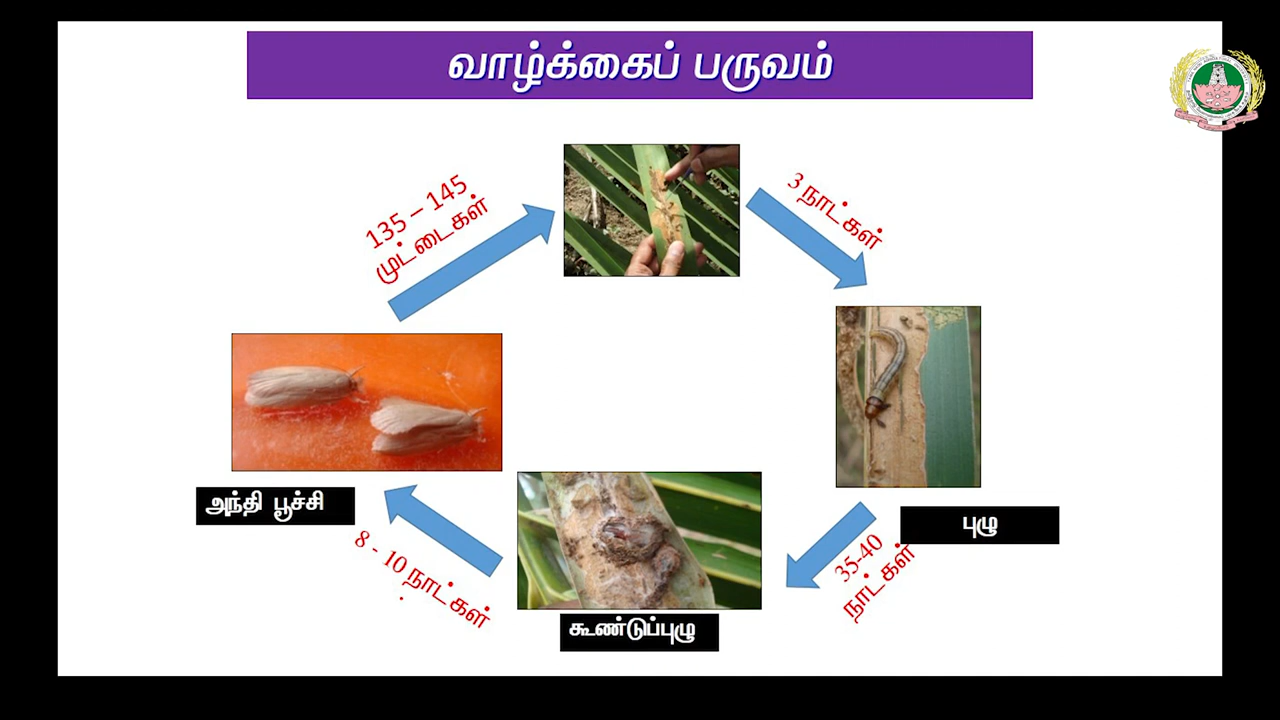 வாழ்க்கைப் பருவம்
135 – 145
முட்டைகள்
3 நாட்கள்
அந்தி பூச்சி
8 - 10 நாட்கள்
.
35-40
நாட்கள்
புழு
கூண்டுப்புழு